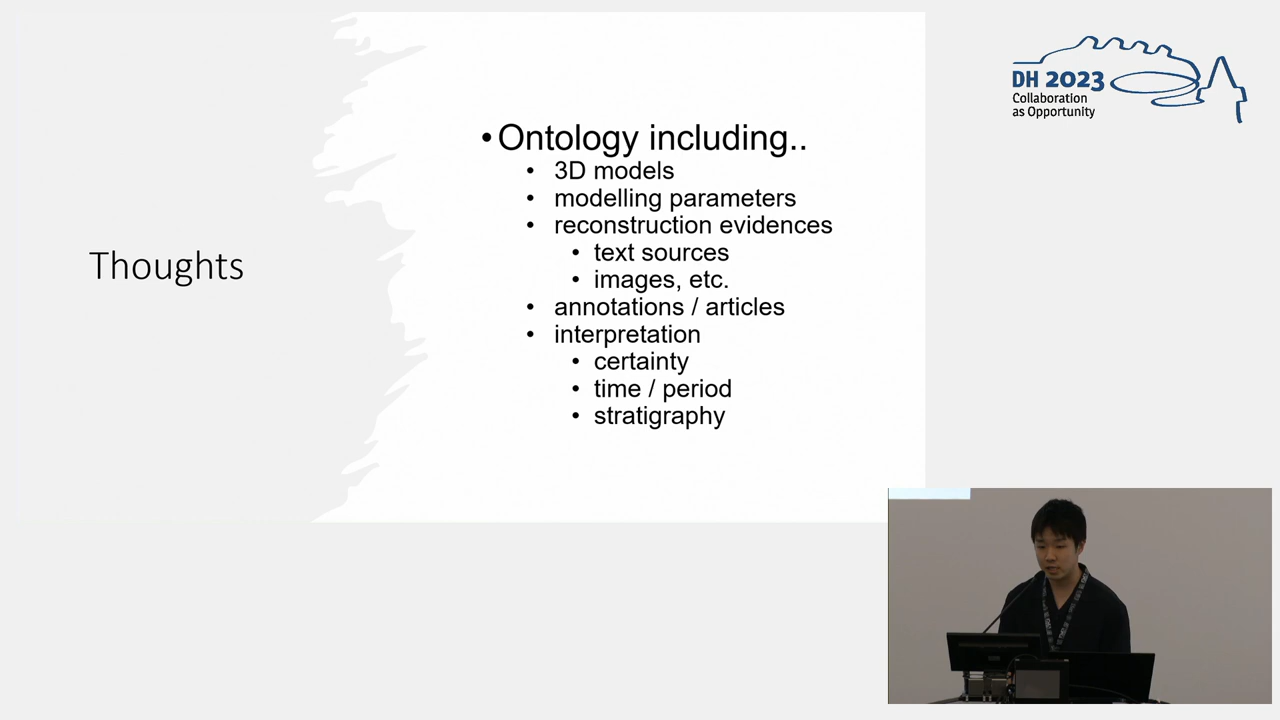 Thoughts
•Ontology including..
• 3D models
• modelling parameters
• reconstruction evidences
• text sources
• images, etc.
• annotations / articles
• interpretation
• certainty
• time / period
• stratigraphy
DH 2023
Collaboration
as Opportunity